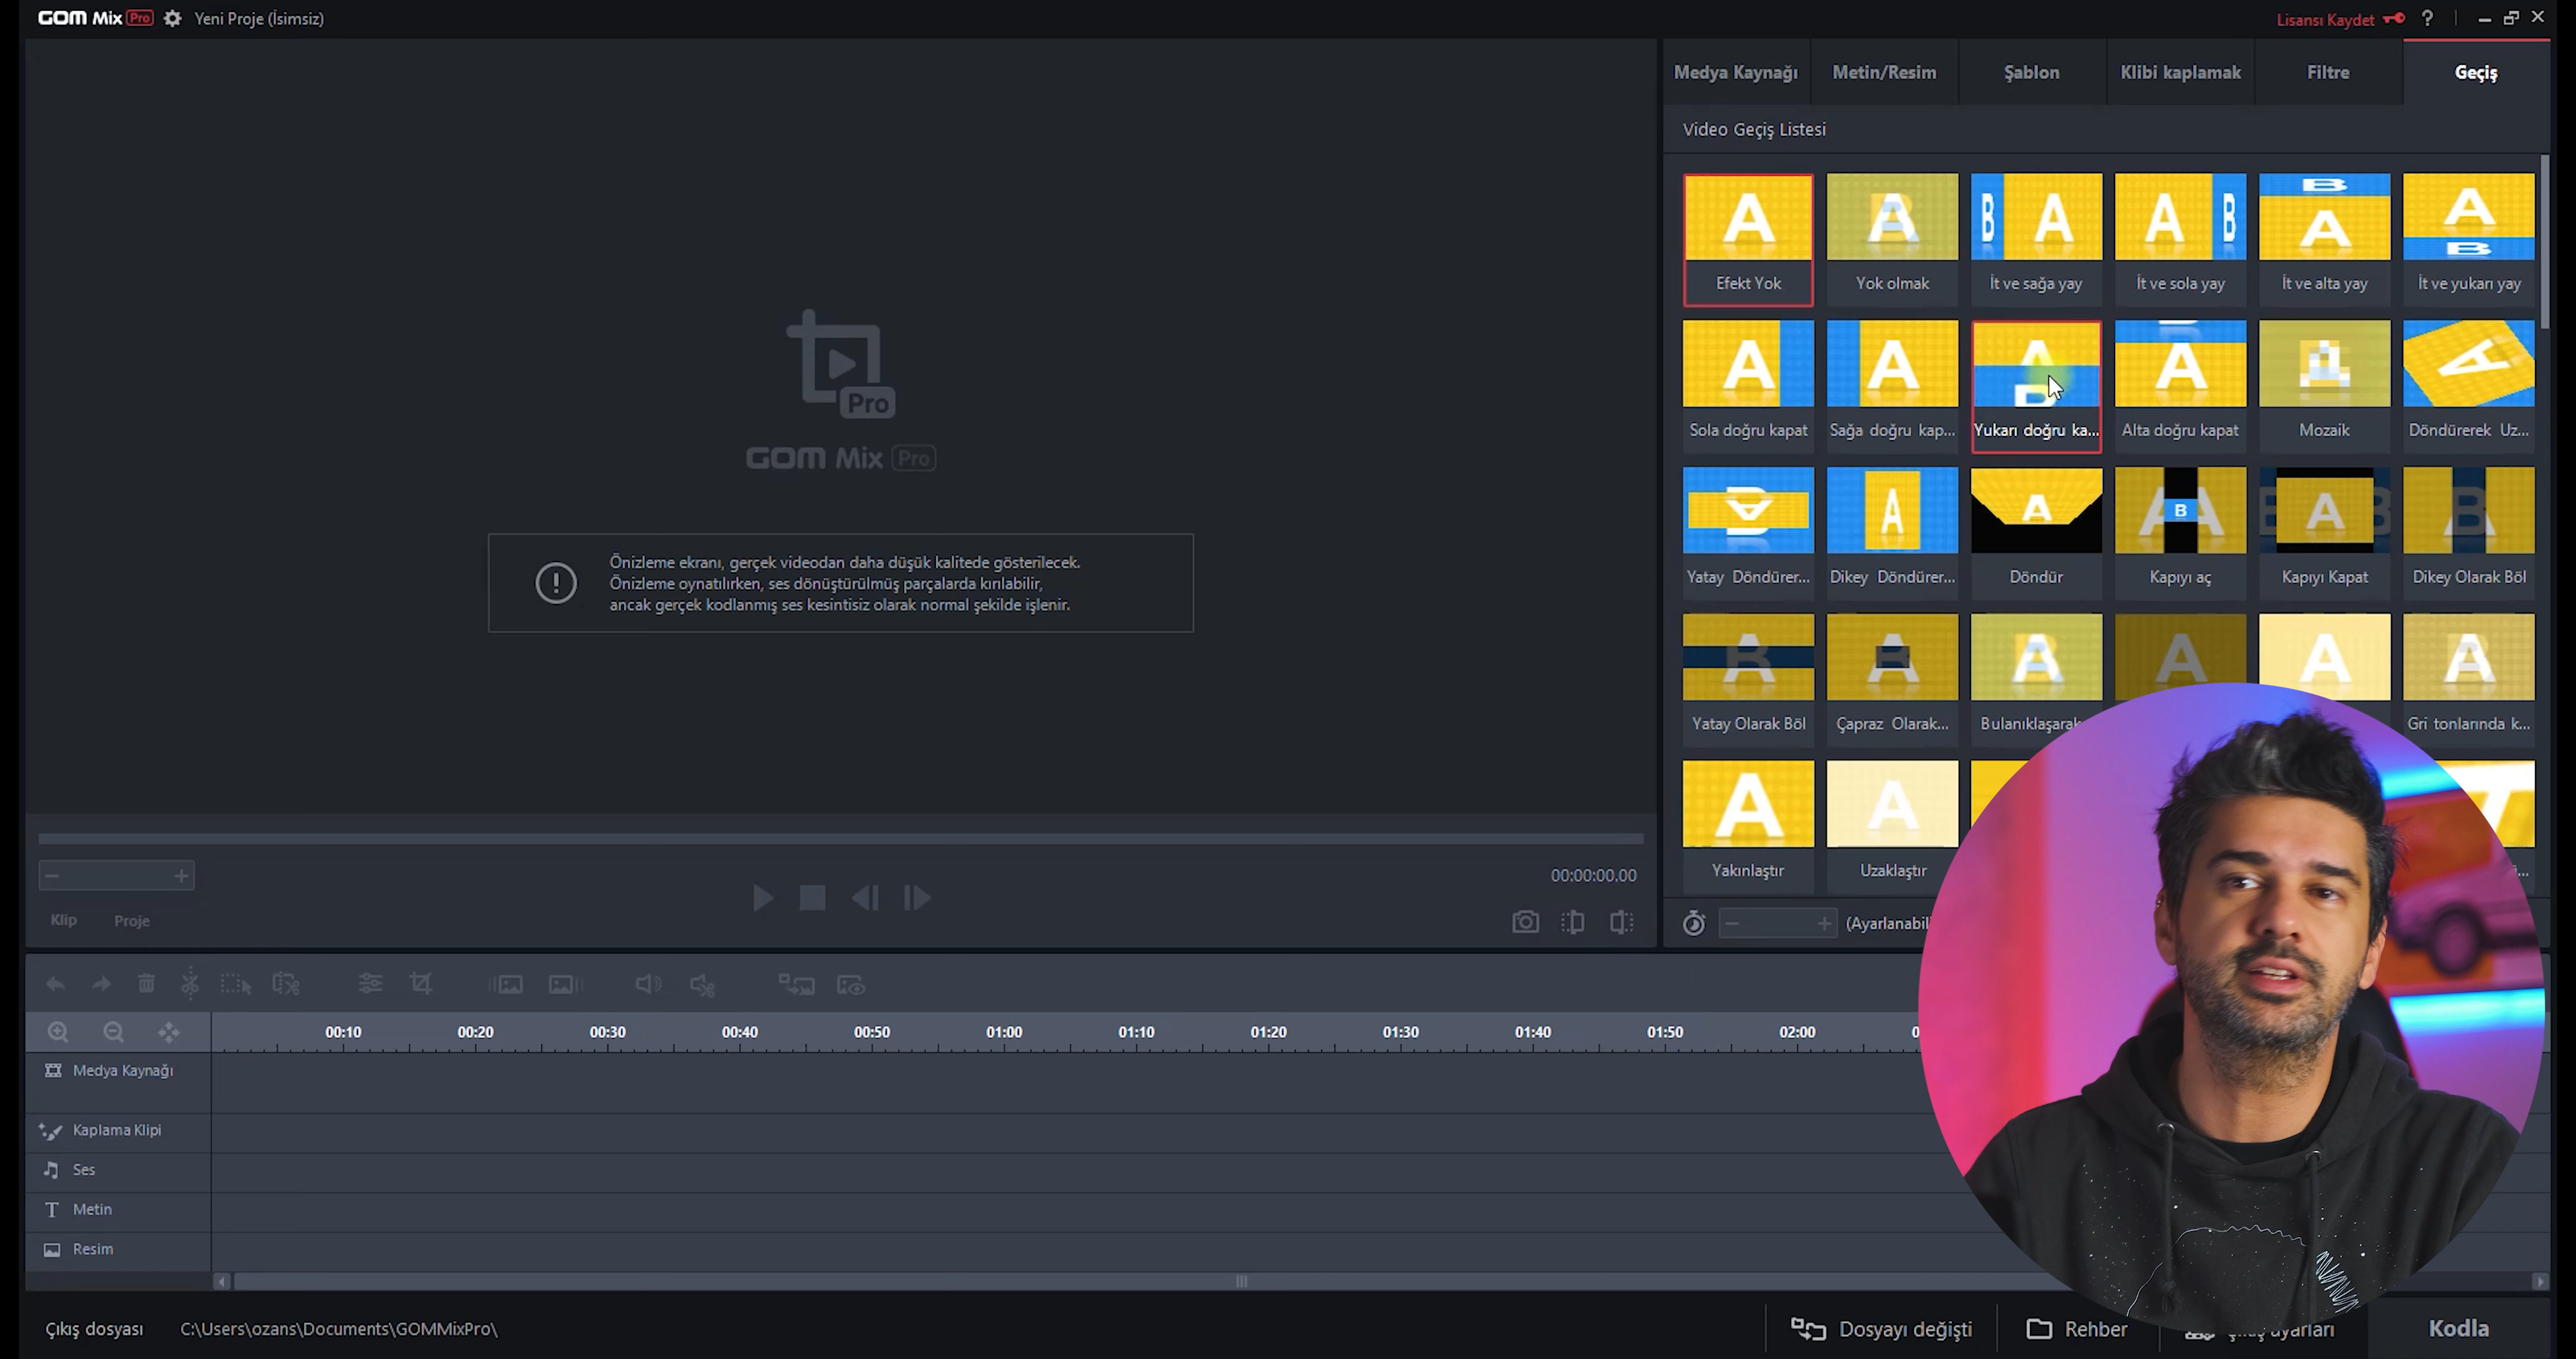 GOM Mix Pro Yeni Proje (İsimsiz)
Lisansı Kaydet ?
Medya Kaynağı Metin/Resim Şablon Klibi kaplamak Filtre Geçiş
Video Geçiş Listesi
Efekt Yok Yok olmak İt ve sağa yay İt ve sola yay İt ve alta yay İt ve yukarı yay
Sola doğru kapat Sağa doğru kap... Yukarı doğru ka... Alta doğru kapat Mozaik Döndürerek Uz...
Yatay Döndürer... Dikey Döndürer... Döndür Kapıyı aç Kapıyı Kapat Dikey Olarak Böl
Yatay Olarak Böl Çapraz Olarak... Bulanıklaşarak Gri tonlarında k...
Yakınlaştır Uzaklaştır
(Ayarlanabil
Pro
GOM Mix Pro
Önizleme ekranı, gerçek videodan daha düşük kalitede gösterilecek.
Önizleme oynatılırken, ses dönüştürülmüş parçalarda kırılabilir,
ancak gerçek kodlanmış ses kesintisiz olarak normal şekilde işlenir.
00:00:00.00
Klip Proje
00:10 00:20 00:30 00:40 00:50 01:00 01:10 01:20 01:30 01:40 01:50 02:00
Medya Kaynağı
Kaplama Klipi
Ses
Metin
Resim
Çıkış dosyası C:\Users\ozans\Documents\GOMMixPro\
Dosyayı değişti Rehber Çıkış ayarları Kodla